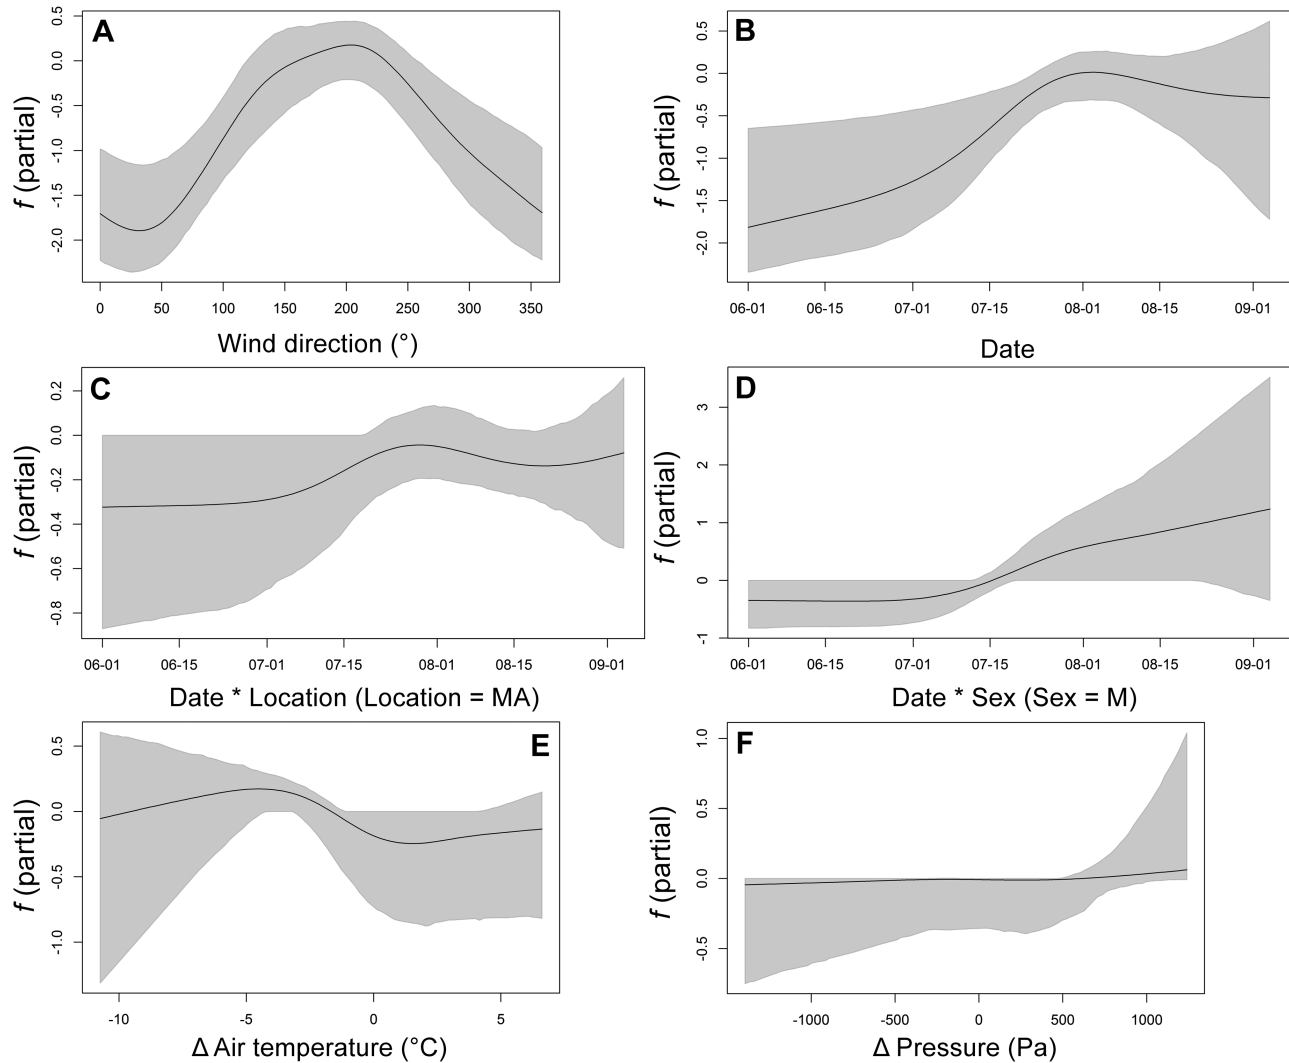 A
f (partial)
0.5
0.0
-0.5
-1.0
-1.5
-2.0
0 50 100 150 200 250 300 350
Wind direction (°)
B
f (partial)
0.5
0.0
-0.5
-1.0
-1.5
-2.0
06-01 06-15 07-01 07-15 08-01 08-15 09-01
Date
C
f (partial)
0.2
0.0
-0.2
-0.4
-0.6
-0.8
06-01 06-15 07-01 07-15 08-01 08-15 09-01
Date * Location (Location = MA)
D
f (partial)
3
2
1
0
-1
06-01 06-15 07-01 07-15 08-01 08-15 09-01
Date * Sex (Sex = M)
E
f (partial)
0.5
0.0
-0.5
-1.0
-10 -5 0 5
Δ Air temperature (°C)
F
f (partial)
1.0
0.5
0.0
-0.5
-1000 -500 0 500 1000
Δ Pressure (Pa)